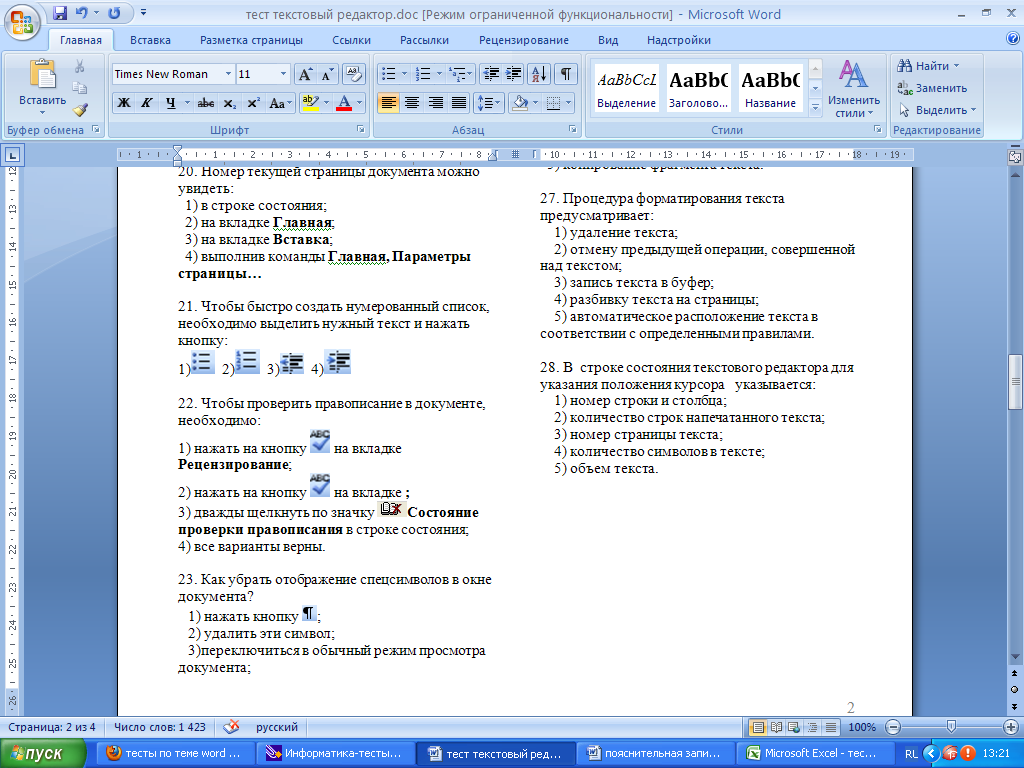 тест текстовый редактор.doc [Режим ограниченной функциональности] - Microsoft Word
Главная Вставка Разметка страницы Ссылки Рассылки Рецензирование Вид Надстройки
Вставить
Буфер обмена
Times New Roman 11
Ж К Ч abc x₂ x² Aa
Шрифт
Абзац
AaBbCcL AaBbC AaBbC
Выделение Заголово... Название
Изменить стили
Стили
Найти
Заменить
Выделить
Редактирование
20. Номер текущей страницы документа можно
увидеть:
1) в строке состояния;
2) на вкладке Главная;
3) на вкладке Вставка;
4) выполнив команды Главная, Параметры
страницы…
21. Чтобы быстро создать нумерованный список,
необходимо выделить нужный текст и нажать
кнопку:
1) 2) 3) 4)
22. Чтобы проверить правописание в документе,
необходимо:
1) нажать на кнопку ABC на вкладке
Рецензирование;
2) нажать на кнопку ABC на вкладке ;
3) дважды щелкнуть по значку Состояние
проверки правописания в строке состояния;
4) все варианты верны.
23. Как убрать отображение спецсимволов в окне
документа?
1) нажать кнопку ¶;
2) удалить эти символ;
3)переключиться в обычный режим просмотра
документа;
27. Процедура форматирования текста
предусматривает:
1) удаление текста;
2) отмену предыдущей операции, совершенной
над текстом;
3) запись текста в буфер;
4) разбивку текста на страницы;
5) автоматическое расположение текста в
соответствии с определенными правилами.
28. В строке состояния текстового редактора для
указания положения курсора указывается:
1) номер строки и столбца;
2) количество строк напечатанного текста;
3) номер страницы текста;
4) количество символов в тексте;
5) объем текста.
2
Страница: 2 из 4 Число слов: 1 423 русский 100%
пуск тесты по теме word ... Информатика-тесты... тест текстовый ред... пояснительная запи... Microsoft Excel - тес... RL 13:21